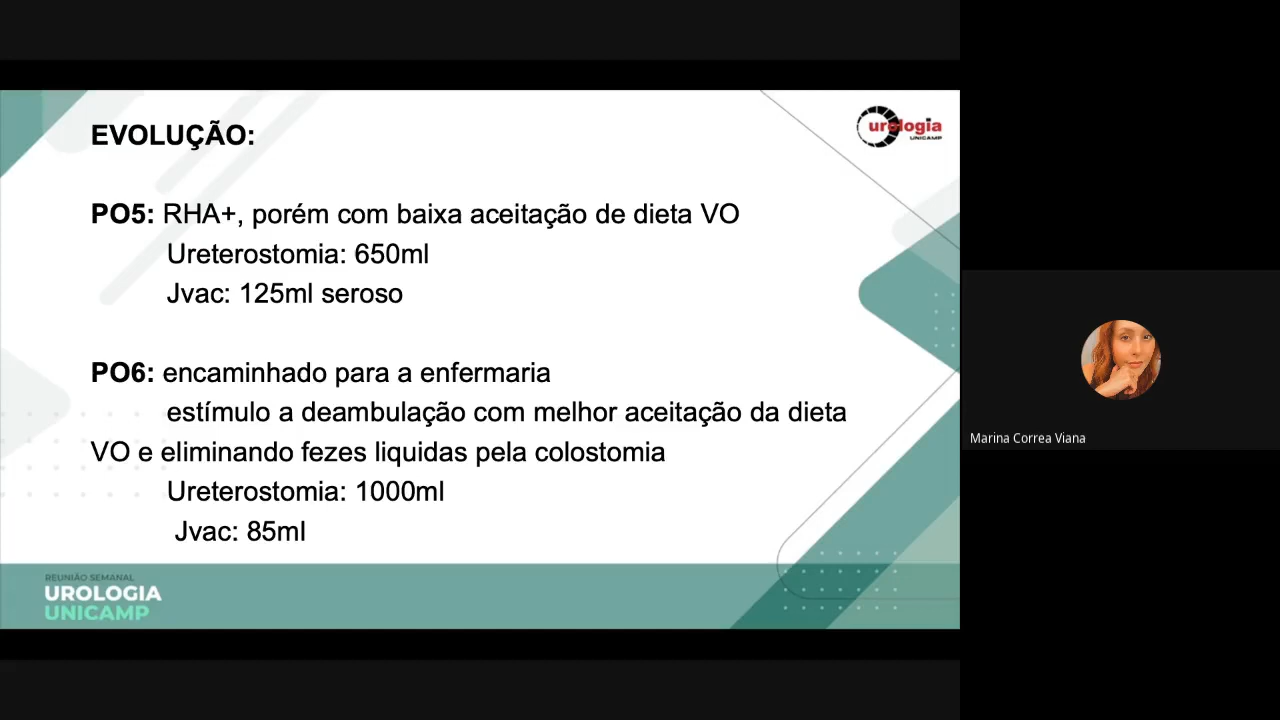 EVOLUÇÃO:
urologia
UNICAMP
PO5: RHA+, porém com baixa aceitação de dieta VO
Ureterostomia: 650ml
Jvac: 125ml seroso
PO6: encaminhado para a enfermaria
estímulo a deambulação com melhor aceitação da dieta
VO e eliminando fezes liquidas pela colostomia
Ureterostomia: 1000ml
Jvac: 85ml
REUNIÃO SEMANAL
UROLOGIA
UNICAMP
Marina Correa Viana